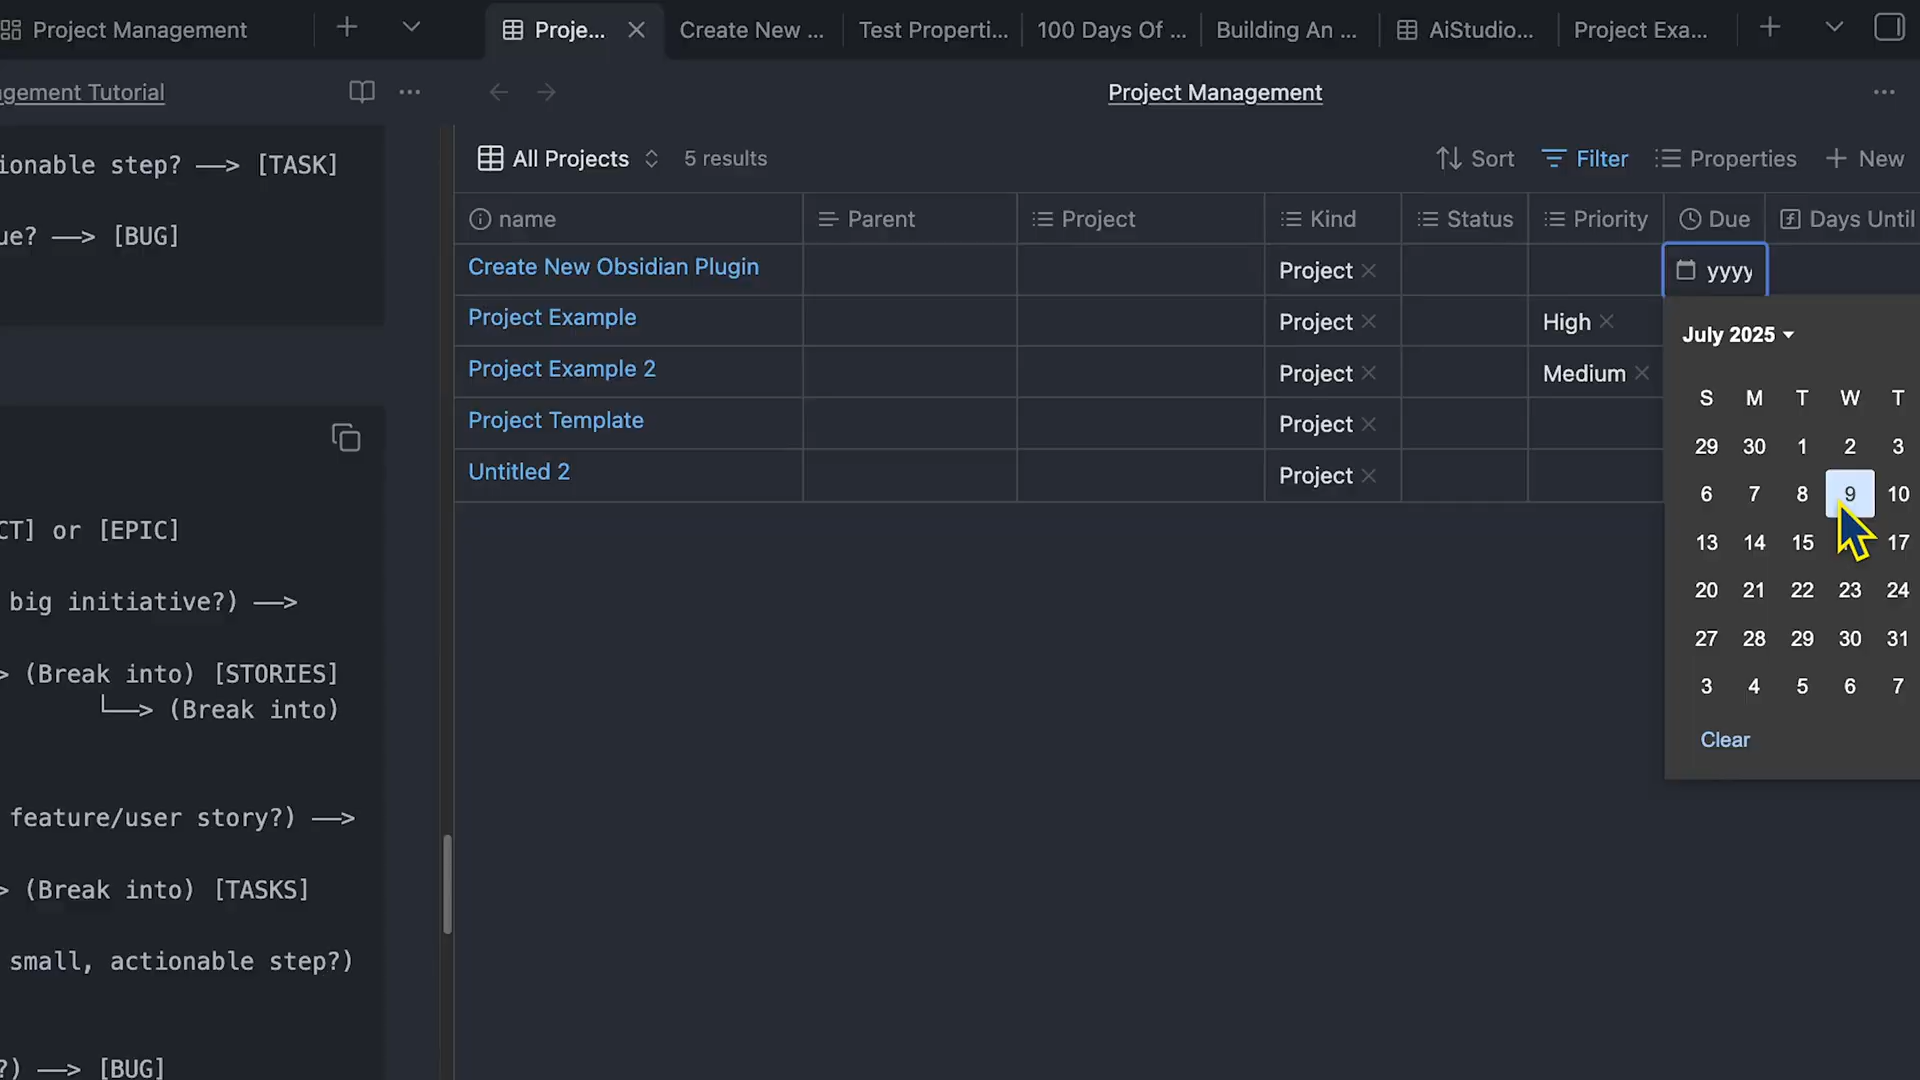 Project Management
Proje...
Create New ...
Test Properti...
100 Days Of ...
Building An ...
AiStudio...
Project Exa...
gement Tutorial
Project Management
ionable step? ──> [TASK]
ue? ──> [BUG]
CT] or [EPIC]
big initiative?) ──>
> (Break into) [STORIES]
└──> (Break into)
feature/user story?) ──>
> (Break into) [TASKS]
small, actionable step?)
?) ──> [BUG]
All Projects 5 results Sort Filter Properties + New
name Parent Project Kind Status Priority Due Days Until
Create New Obsidian Plugin Project × yyyy
Project Example Project × High ×
Project Example 2 Project × Medium ×
Project Template Project ×
Untitled 2 Project ×
July 2025
S M T W T
29 30 1 2 3
6 7 8 9 10
13 14 15 17
20 21 22 23 24
27 28 29 30 31
3 4 5 6 7
Clear